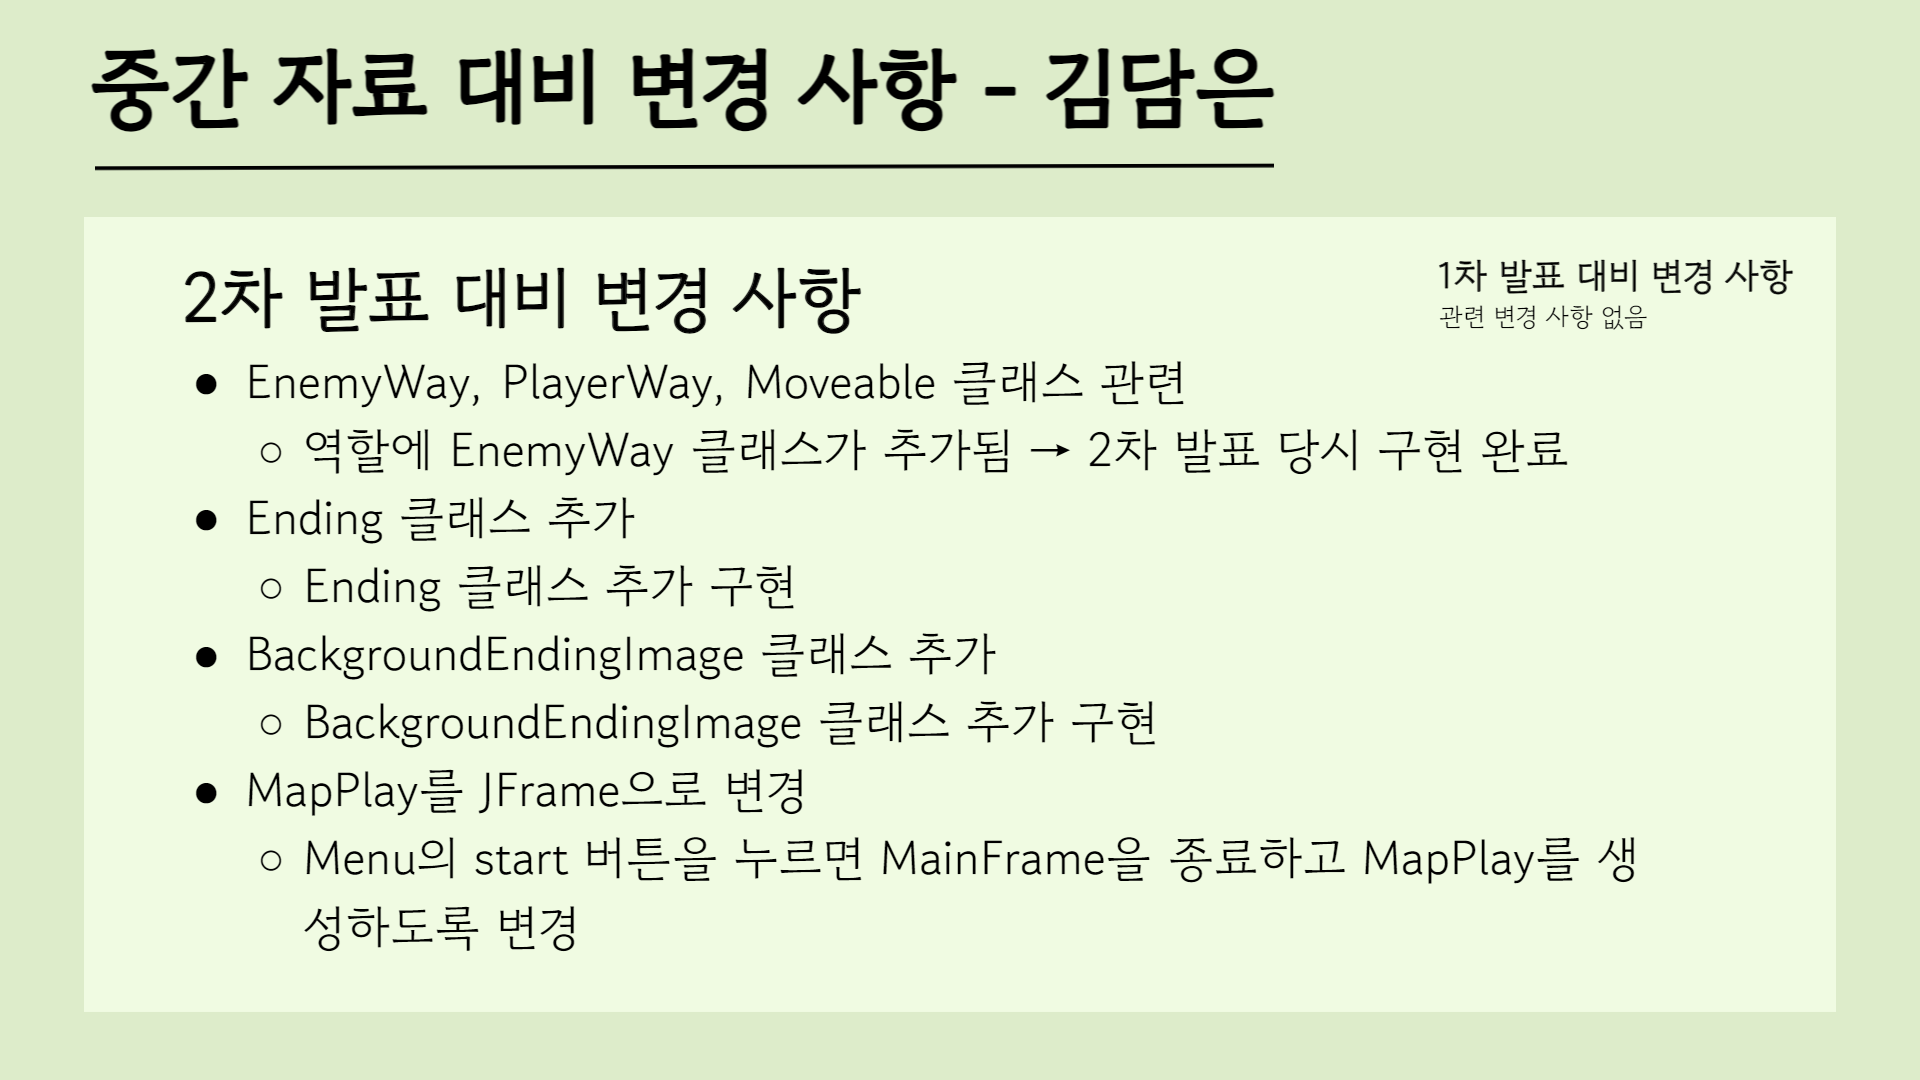 중간 자료 대비 변경 사항 - 김담은
2차 발표 대비 변경 사항
● EnemyWay, PlayerWay, Moveable 클래스 관련
○ 역할에 EnemyWay 클래스가 추가됨 → 2차 발표 당시 구현 완료
● Ending 클래스 추가
○ Ending 클래스 추가 구현
● BackgroundEndingImage 클래스 추가
○ BackgroundEndingImage 클래스 추가 구현
● MapPlay를 JFrame으로 변경
○ Menu의 start 버튼을 누르면 MainFrame을 종료하고 MapPlay를 생
성하도록 변경
1차 발표 대비 변경 사항
관련 변경 사항 없음